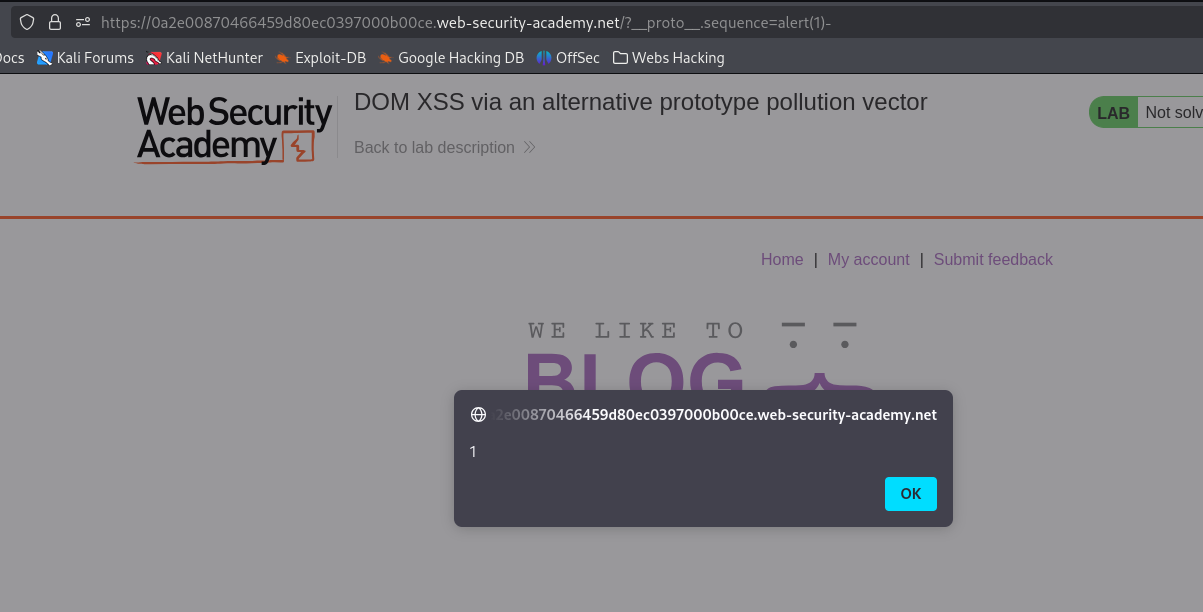 https://0a2e00870466459d80ec0397000b00ce.web-security-academy.net/?__proto__.sequence=alert(1)-
Docs Kali Forums Kali NetHunter Exploit-DB Google Hacking DB OffSec Webs Hacking
DOM XSS via an alternative prototype pollution vector
Web Security
Academy
LAB Not solv
Back to lab description
Home | My account | Submit feedback
WE LIKE TO
BLOG
2e00870466459d80ec0397000b00ce.web-security-academy.net
1
OK